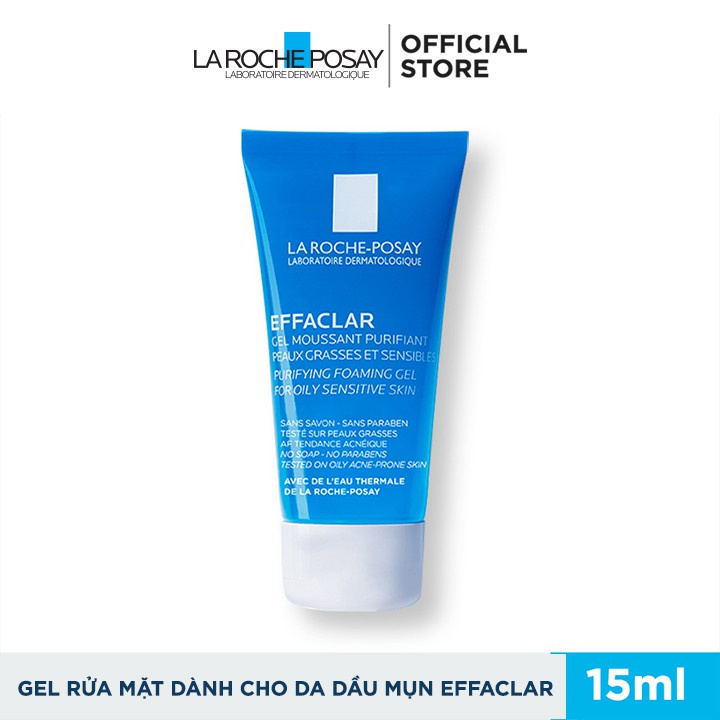 LA ROCHE POSAY
LABORATOIRE DERMATOLOGIQUE
OFFICIAL
STORE
LA ROCHE-POSAY
LABORATOIRE DERMATOLOGIQUE
EFFACLAR
GEL MOUSSANT PURIFIANT
PEAUX GRASSES ET SENSIBLES
PURIFYING FOAMING GEL
FOR OILY SENSITIVE SKIN
SANS SAVON - SANS PARABEN
TESTÉ SUR PEAUX GRASSES
AF TENDANCE ACNÉIQUE
NO SOAP - NO PARABENS
TESTED ON OILY ACNE-PRONE SKIN
AVEC DE L'EAU THERMALE
DE LA ROCHE-POSAY
GEL RỬA MẶT DÀNH CHO DA DẦU MỤN EFFACLAR
15ml